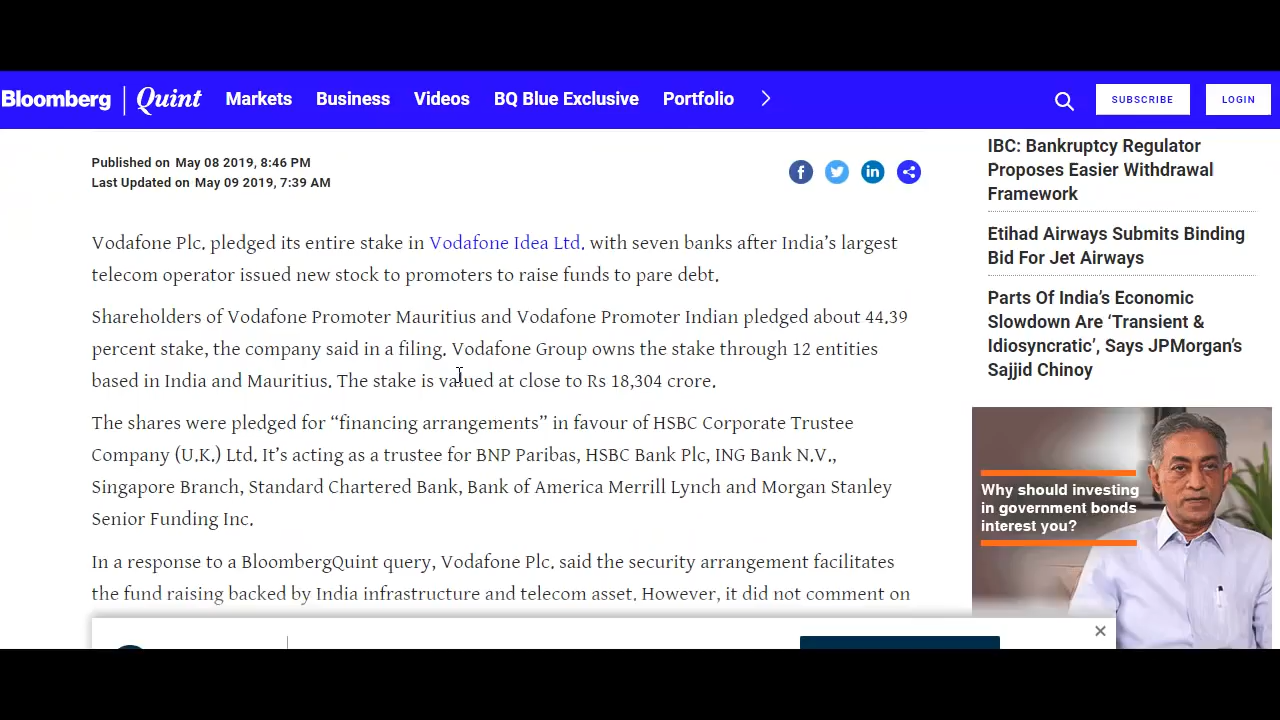 Bloomberg | Quint Markets Business Videos BQ Blue Exclusive Portfolio SUBSCRIBE LOGIN
Published on May 08 2019, 8:46 PM
Last Updated on May 09 2019, 7:39 AM
Vodafone Plc. pledged its entire stake in Vodafone Idea Ltd. with seven banks after India’s largest
telecom operator issued new stock to promoters to raise funds to pare debt.
Shareholders of Vodafone Promoter Mauritius and Vodafone Promoter Indian pledged about 44.39
percent stake, the company said in a filing. Vodafone Group owns the stake through 12 entities
based in India and Mauritius. The stake is valued at close to Rs 18,304 crore.
The shares were pledged for “financing arrangements” in favour of HSBC Corporate Trustee
Company (U.K.) Ltd. It’s acting as a trustee for BNP Paribas, HSBC Bank Plc, ING Bank N.V.,
Singapore Branch, Standard Chartered Bank, Bank of America Merrill Lynch and Morgan Stanley
Senior Funding Inc.
In a response to a BloombergQuint query, Vodafone Plc. said the security arrangement facilitates
the fund raising backed by India infrastructure and telecom asset. However, it did not comment on
IBC: Bankruptcy Regulator
Proposes Easier Withdrawal
Framework
Etihad Airways Submits Binding
Bid For Jet Airways
Parts Of India’s Economic
Slowdown Are ‘Transient &
Idiosyncratic’, Says JPMorgan’s
Sajjid Chinoy
Why should investing
in government bonds
interest you?